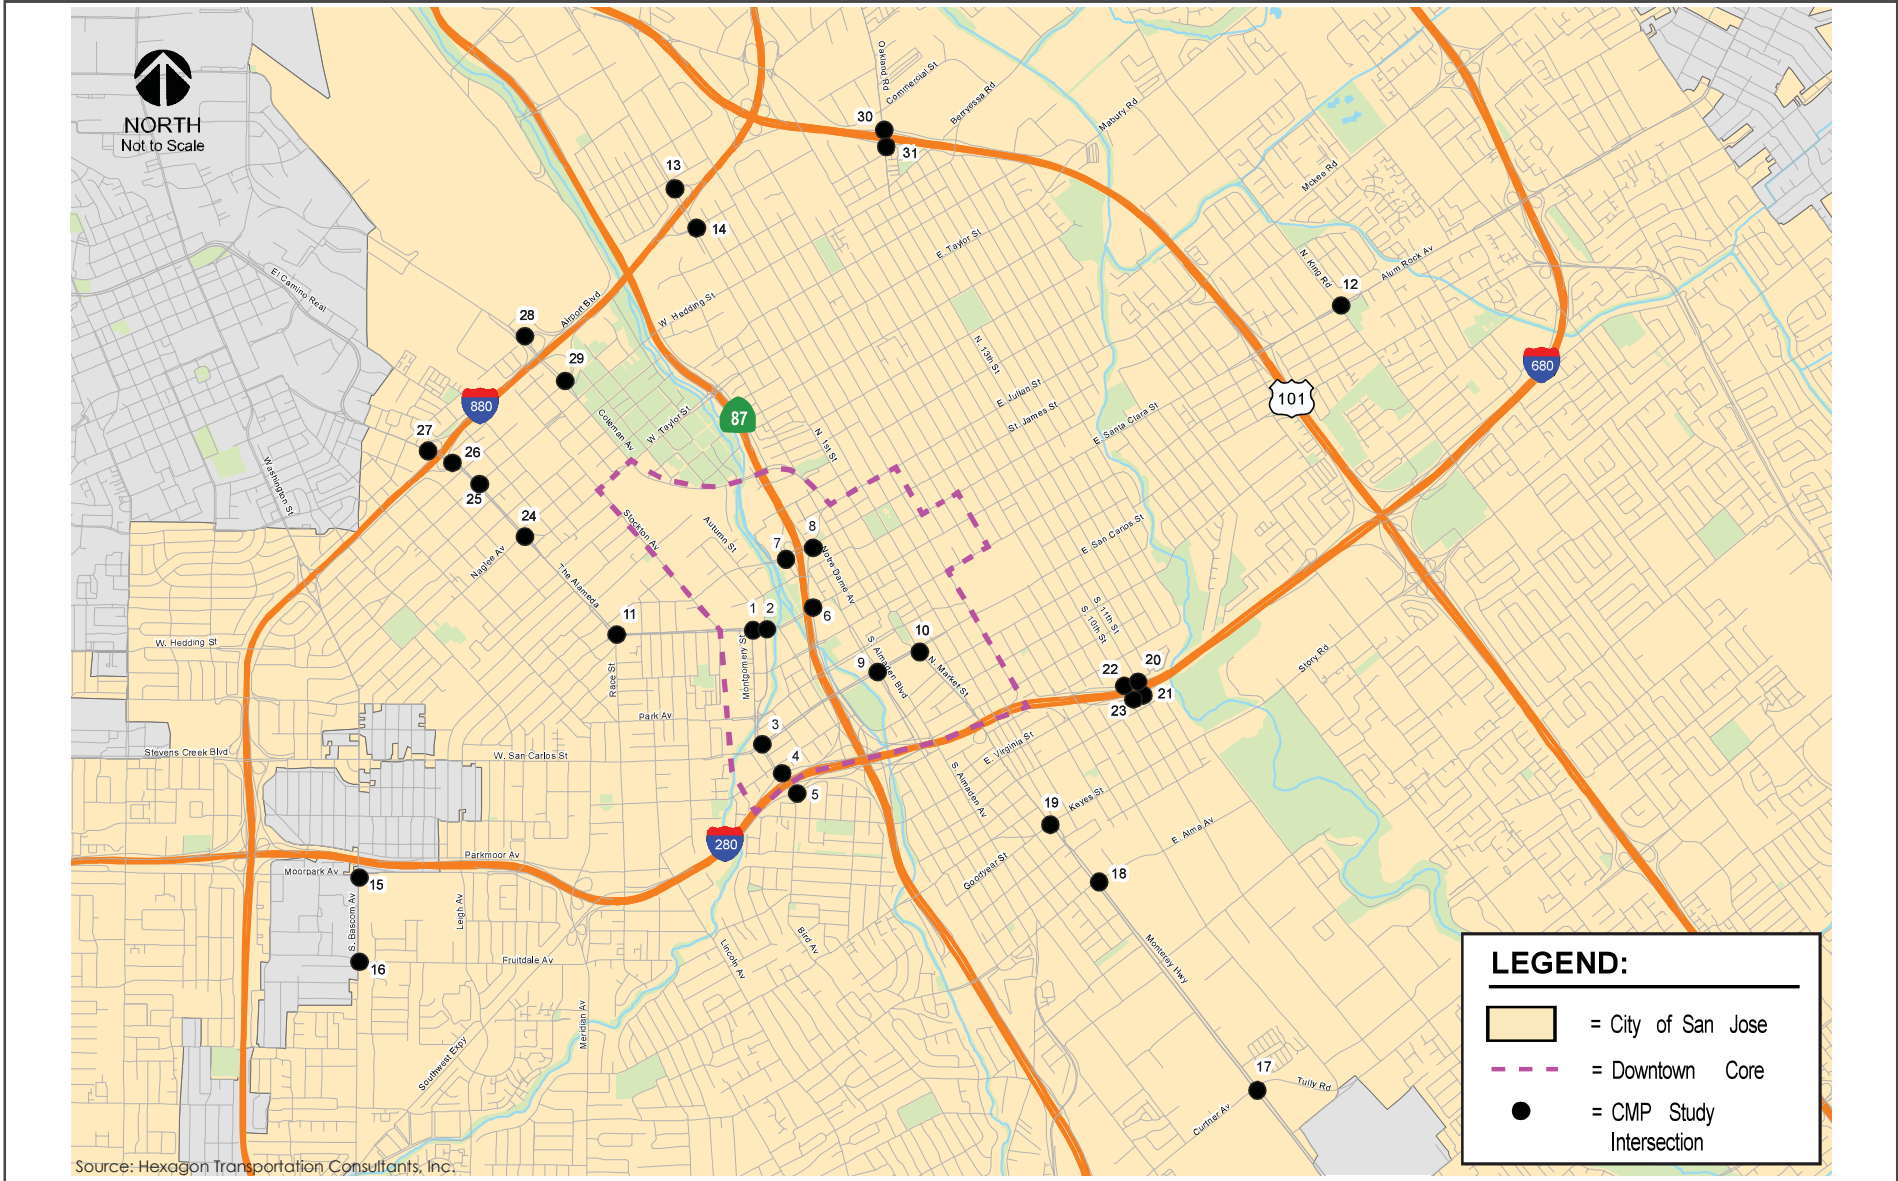 NORTH
Not to Scale
Oakland Rd
Commercial St
Berryessa Rd
Mabury Rd
30
31
13
14
Mckee Rd
E. Taylor St
N. King Rd
Alum Rock Av
12
El Camino Real
Airport Blvd
W. Hedding St
28
29
N. 13th St
680
101
880
87
E. Julian St
St. James St
E. Santa Clara St
Coleman Av
W. Taylor St
N. 1st St
27
26
25
Washington St
24
Stockton Av
Autumn St
8
7
Notre Dame Av
E. San Carlos St
Naglee Av
The Alameda
11
1
2
6
S. 11th St
S. 10th St
W. Hedding St
Race St
Montgomery St
10
9
S. Almaden Blvd
N. Market St
Story Rd
22
20
21
23
Park Av
3
Stevens Creek Blvd
W. San Carlos St
4
5
E. Virginia St
S. Almaden Av
19
Keyes St
E. Alma Av
280
Parkmoor Av
Moorpark Av
15
S. Bascom Av
Leigh Av
Goodyear St
18
16
Fruitdale Av
Lincoln Av
Bird Av
Monterey Hwy
Meridian Av
Southwest Expy
17
Tully Rd
Curtner Av
LEGEND:
= City of San Jose
= Downtown Core
= CMP Study
Intersection
Source: Hexagon Transportation Consultants, Inc.